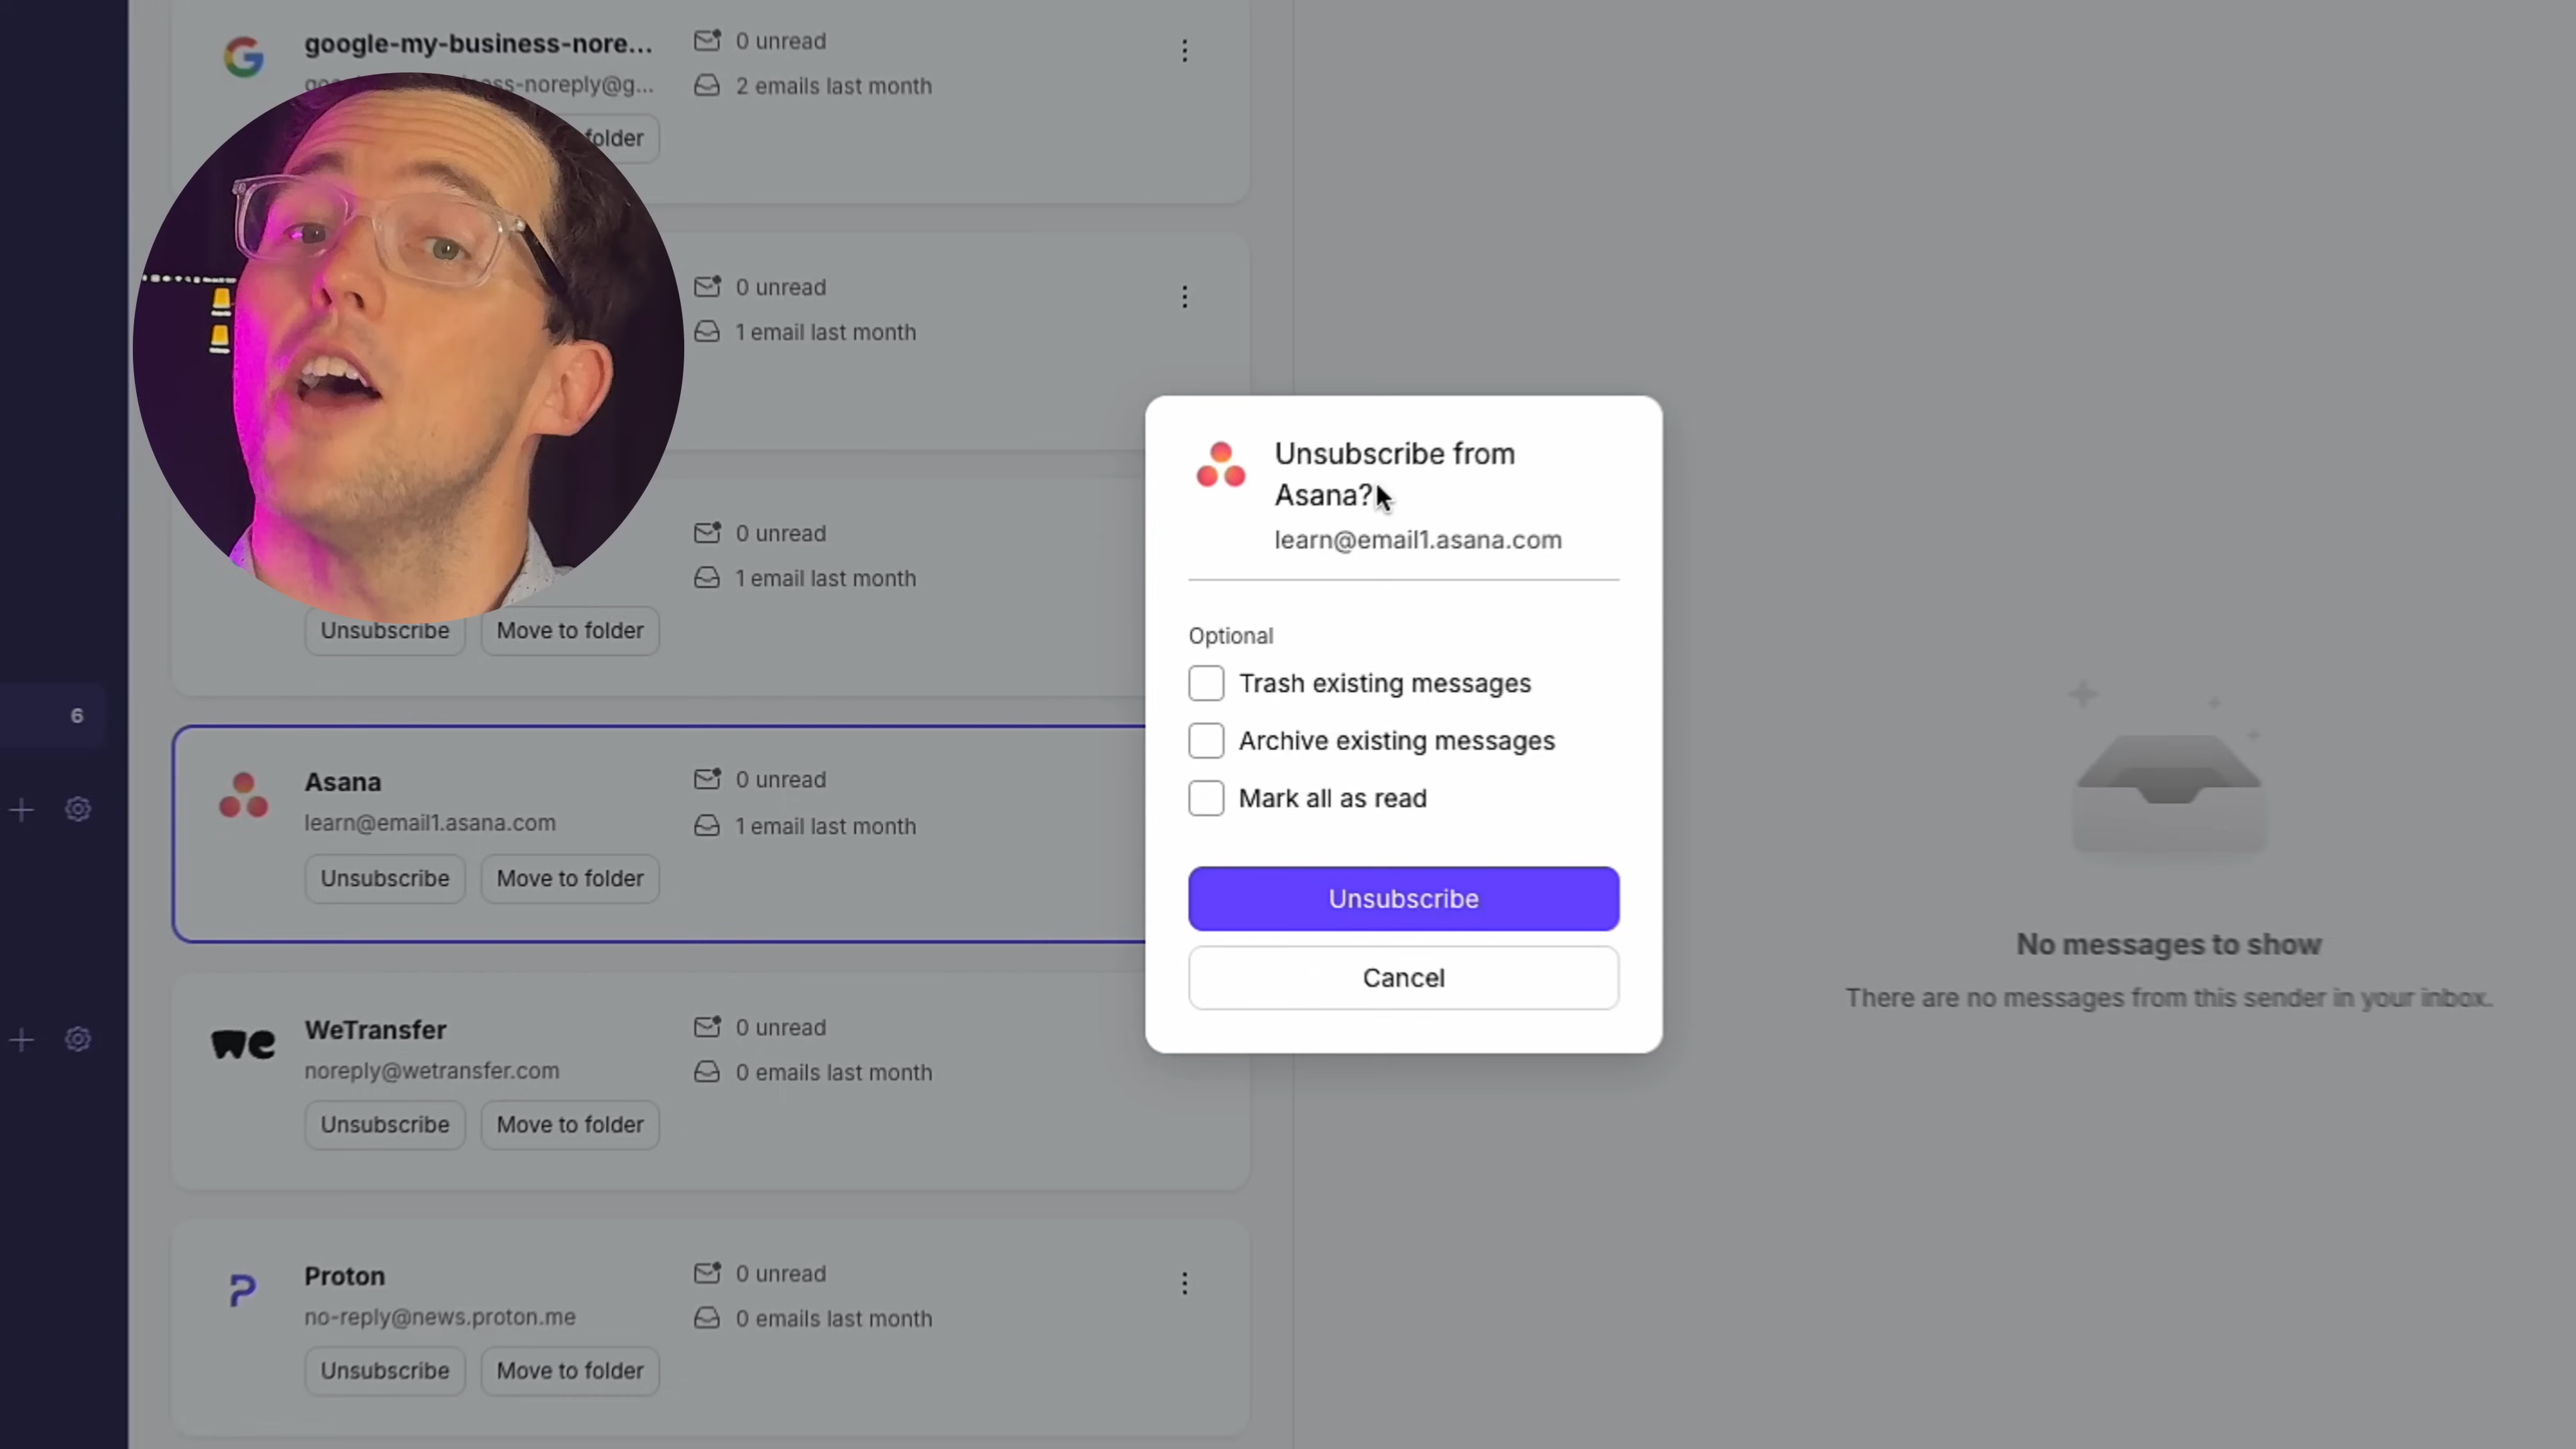 google-my-business-nore...
ss-noreply@g...
folder
0 unread
2 emails last month
0 unread
1 email last month
0 unread
1 email last month
Unsubscribe
Move to folder
6
Asana
learn@email1.asana.com
0 unread
1 email last month
Unsubscribe
Move to folder
WeTransfer
noreply@wetransfer.com
0 unread
0 emails last month
Unsubscribe
Move to folder
Proton
no-reply@news.proton.me
0 unread
0 emails last month
Unsubscribe
Move to folder
Unsubscribe from
Asana?
learn@email1.asana.com
Optional
Trash existing messages
Archive existing messages
Mark all as read
Unsubscribe
Cancel
No messages to show
There are no messages from this sender in your inbox.